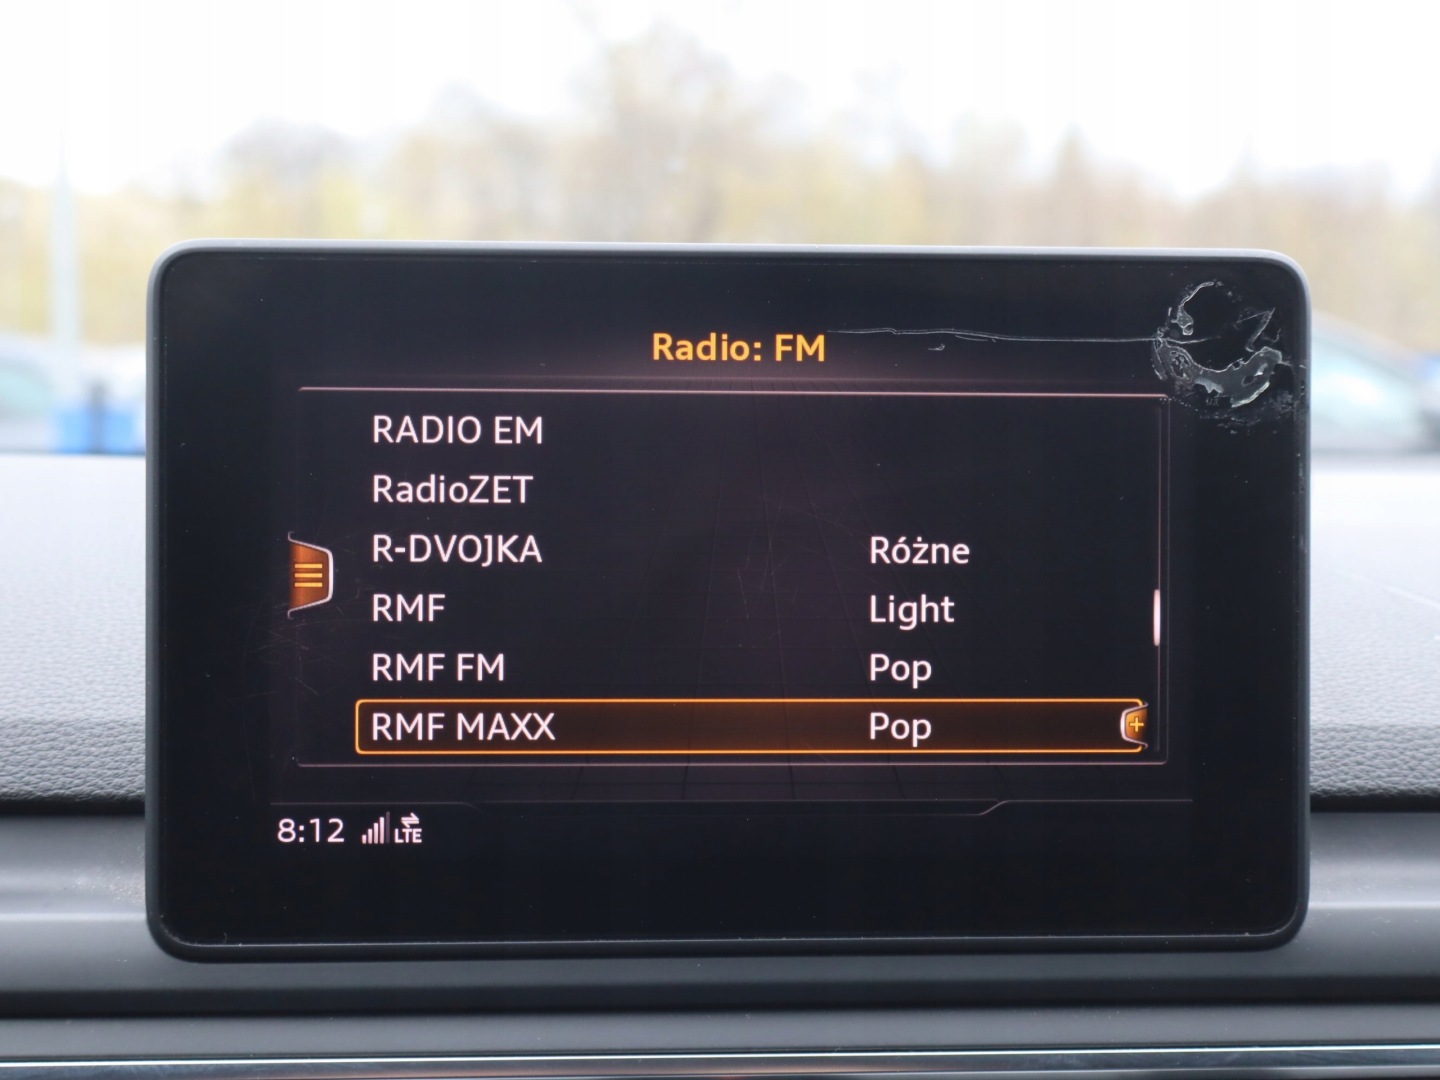 Radio: FM
RADIO EM
RadioZET
R-DVOJKA Różne
RMF Light
RMF FM Pop
RMF MAXX Pop
8:12 LTE